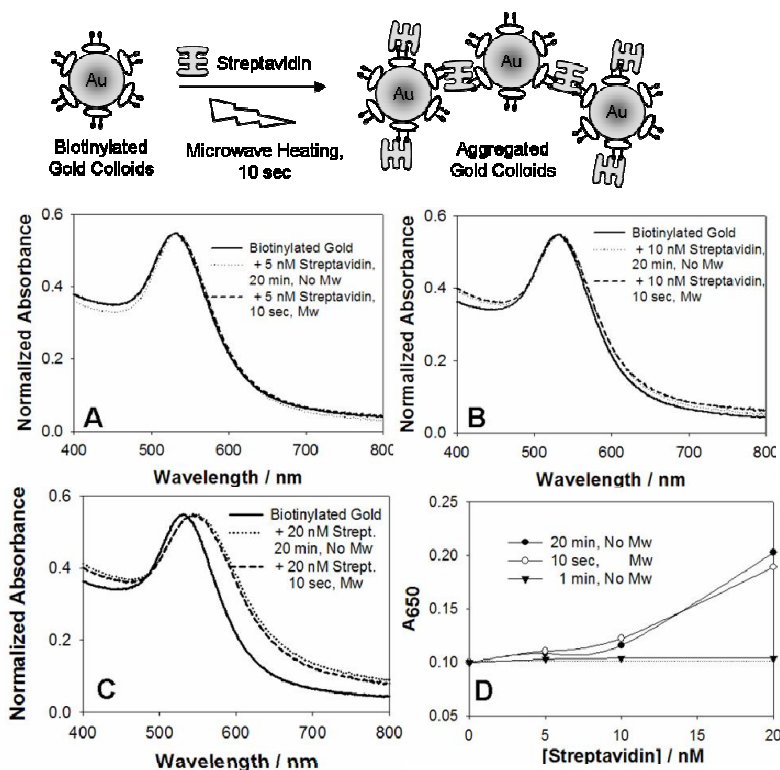 Au
Streptavidin
Au
Au
Au
Biotinylated
Gold Colloids
Microwave Heating,
10 sec
Aggregated
Gold Colloids
Normalized Absorbance
0.6
0.4
0.2
0.0
Biotinylated Gold
+ 5 nM Streptavidin,
20 min, No Mw
+ 5 nM Streptavidin,
10 sec, Mw
A
400 500 600 700 800
Wavelength / nm
Normalized Absorbance
0.6
0.4
0.2
0.0
Biotinylated Gold
+ 10 nM Streptavidin,
20 min, No Mw
+ 10 nM Streptavidin,
10 sec, Mw
B
400 500 600 700 800
Wavelength / nm
Normalized Absorbance
0.6
0.4
0.2
0.0
Biotinylated Gold
+ 20 nM Strept.
20 min, No Mw
+ 20 nM Strept.
10 sec, Mw
C
400 500 600 700 800
Wavelength / nm
A650
0.25
0.20
0.15
0.10
0.05
20 min, No Mw
10 sec, Mw
1 min, No Mw
D
0 5 10 20
[Streptavidin] / nM